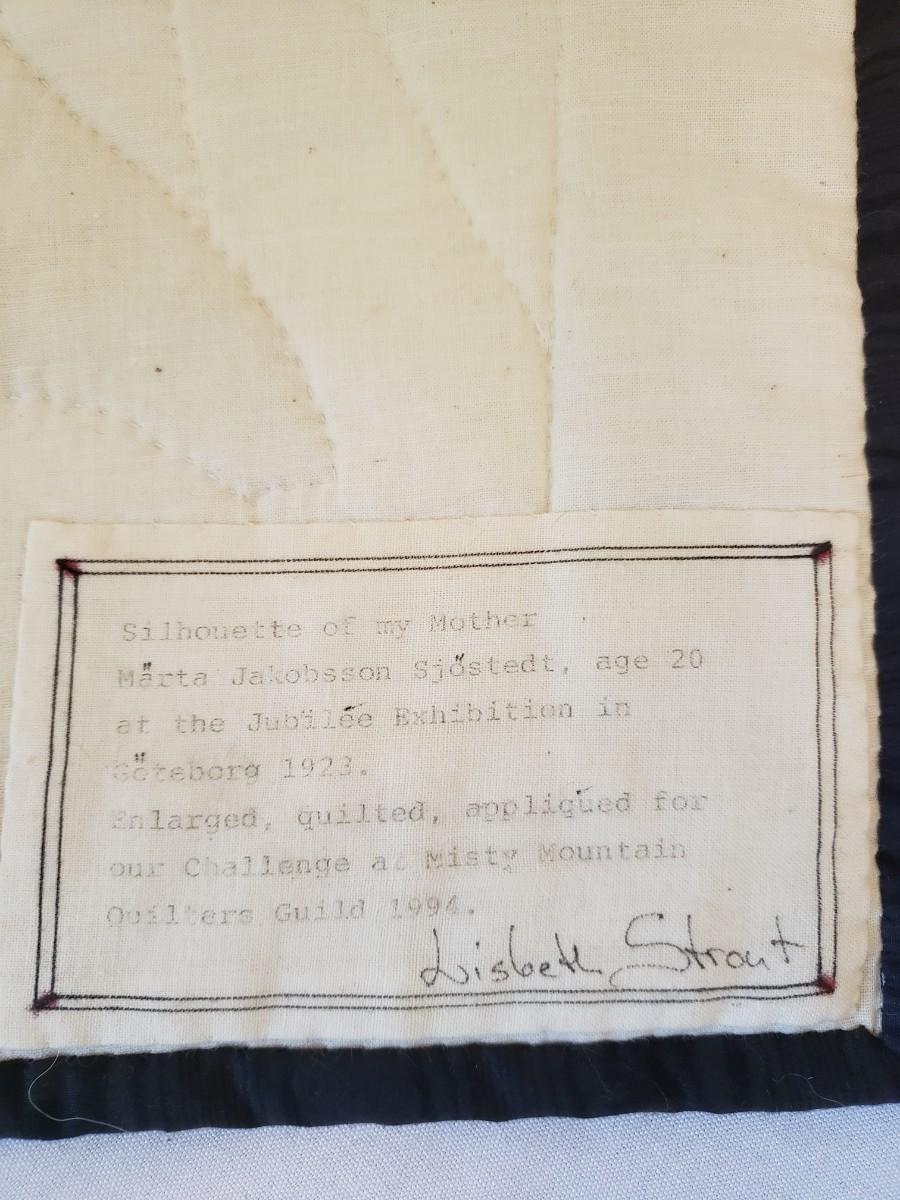 Silhouette of my Mother
Märta Jakobsson Sjöstedt, age 20
at the Jubilée Exhibition in
Göteborg 1923.
Enlarged, quilted, appliqúed for
our Challenge at Misty Mountain
Quilters Guild 1994.
Lisbeth Strout